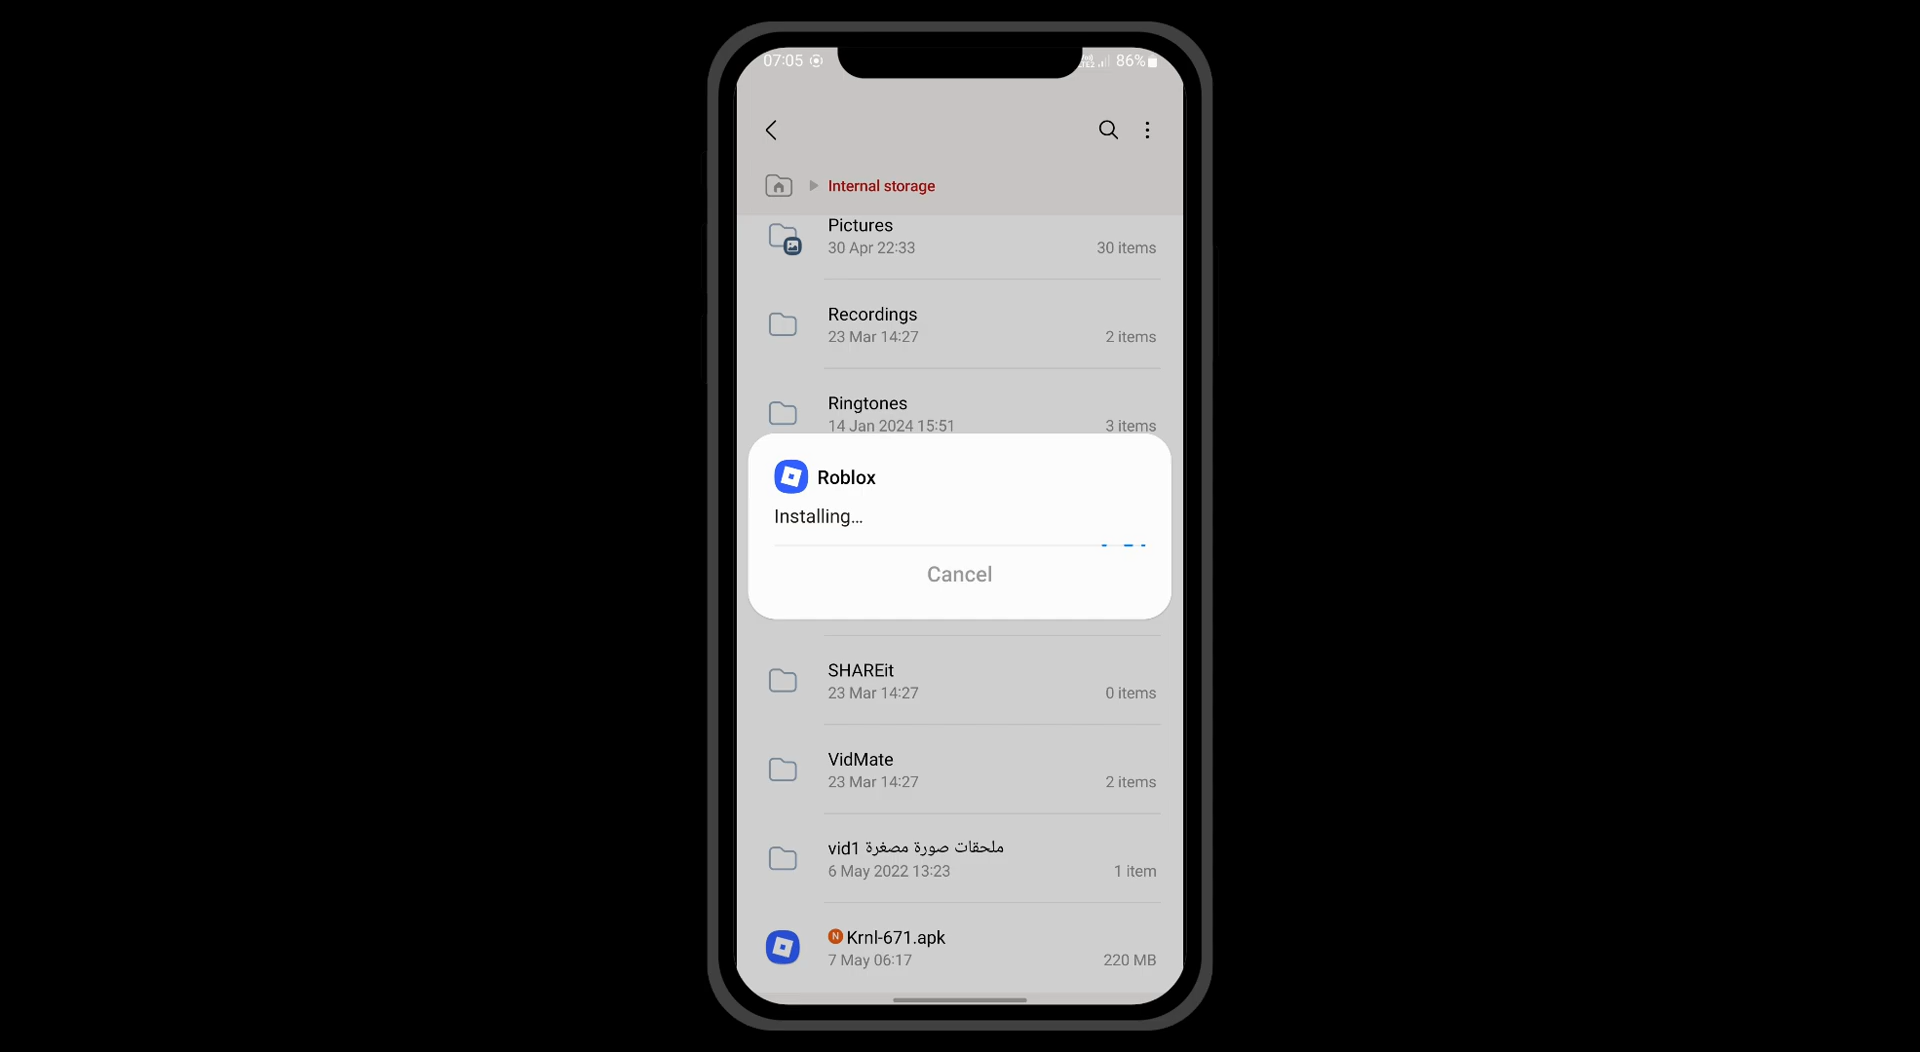 07:05 86%
Internal storage
Pictures
30 Apr 22:33 30 items
Recordings
23 Mar 14:27 2 items
Ringtones
14 Jan 2024 15:51 3 items
Roblox
Installing...
Cancel
SHAREit
23 Mar 14:27 0 items
VidMate
23 Mar 14:27 2 items
vid1 ملحقات صورة مصغرة
6 May 2022 13:23 1 item
N Krnl-671.apk
7 May 06:17 220 MB